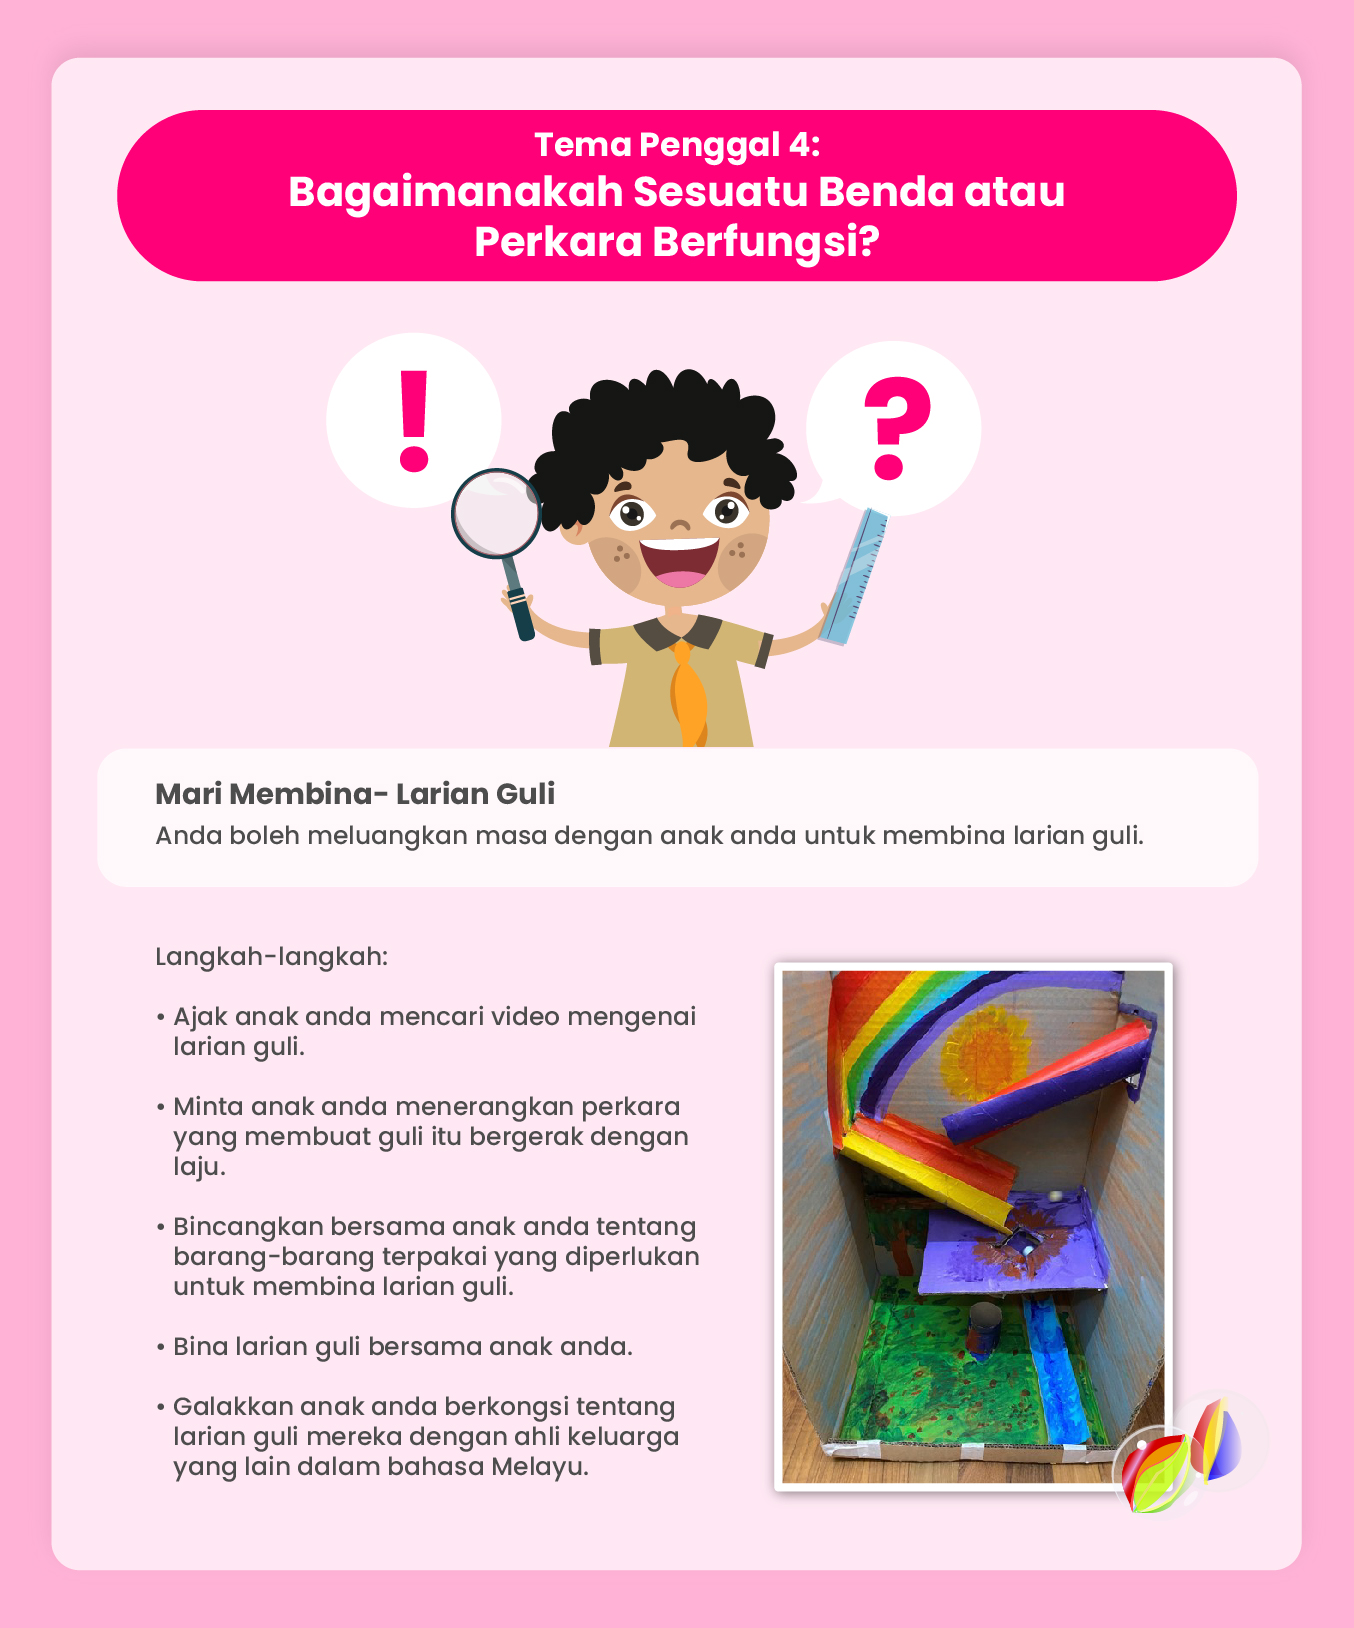 Tema Penggal 4:
Bagaimanakah Sesuatu Benda atau
Perkara Berfungsi?
!
?
Mari Membina- Larian Guli
Anda boleh meluangkan masa dengan anak anda untuk membina larian guli.
Langkah-langkah:
• Ajak anak anda mencari video mengenai
larian guli.
• Minta anak anda menerangkan perkara
yang membuat guli itu bergerak dengan
laju.
• Bincangkan bersama anak anda tentang
barang-barang terpakai yang diperlukan
untuk membina larian guli.
• Bina larian guli bersama anak anda.
• Galakkan anak anda berkongsi tentang
larian guli mereka dengan ahli keluarga
yang lain dalam bahasa Melayu.